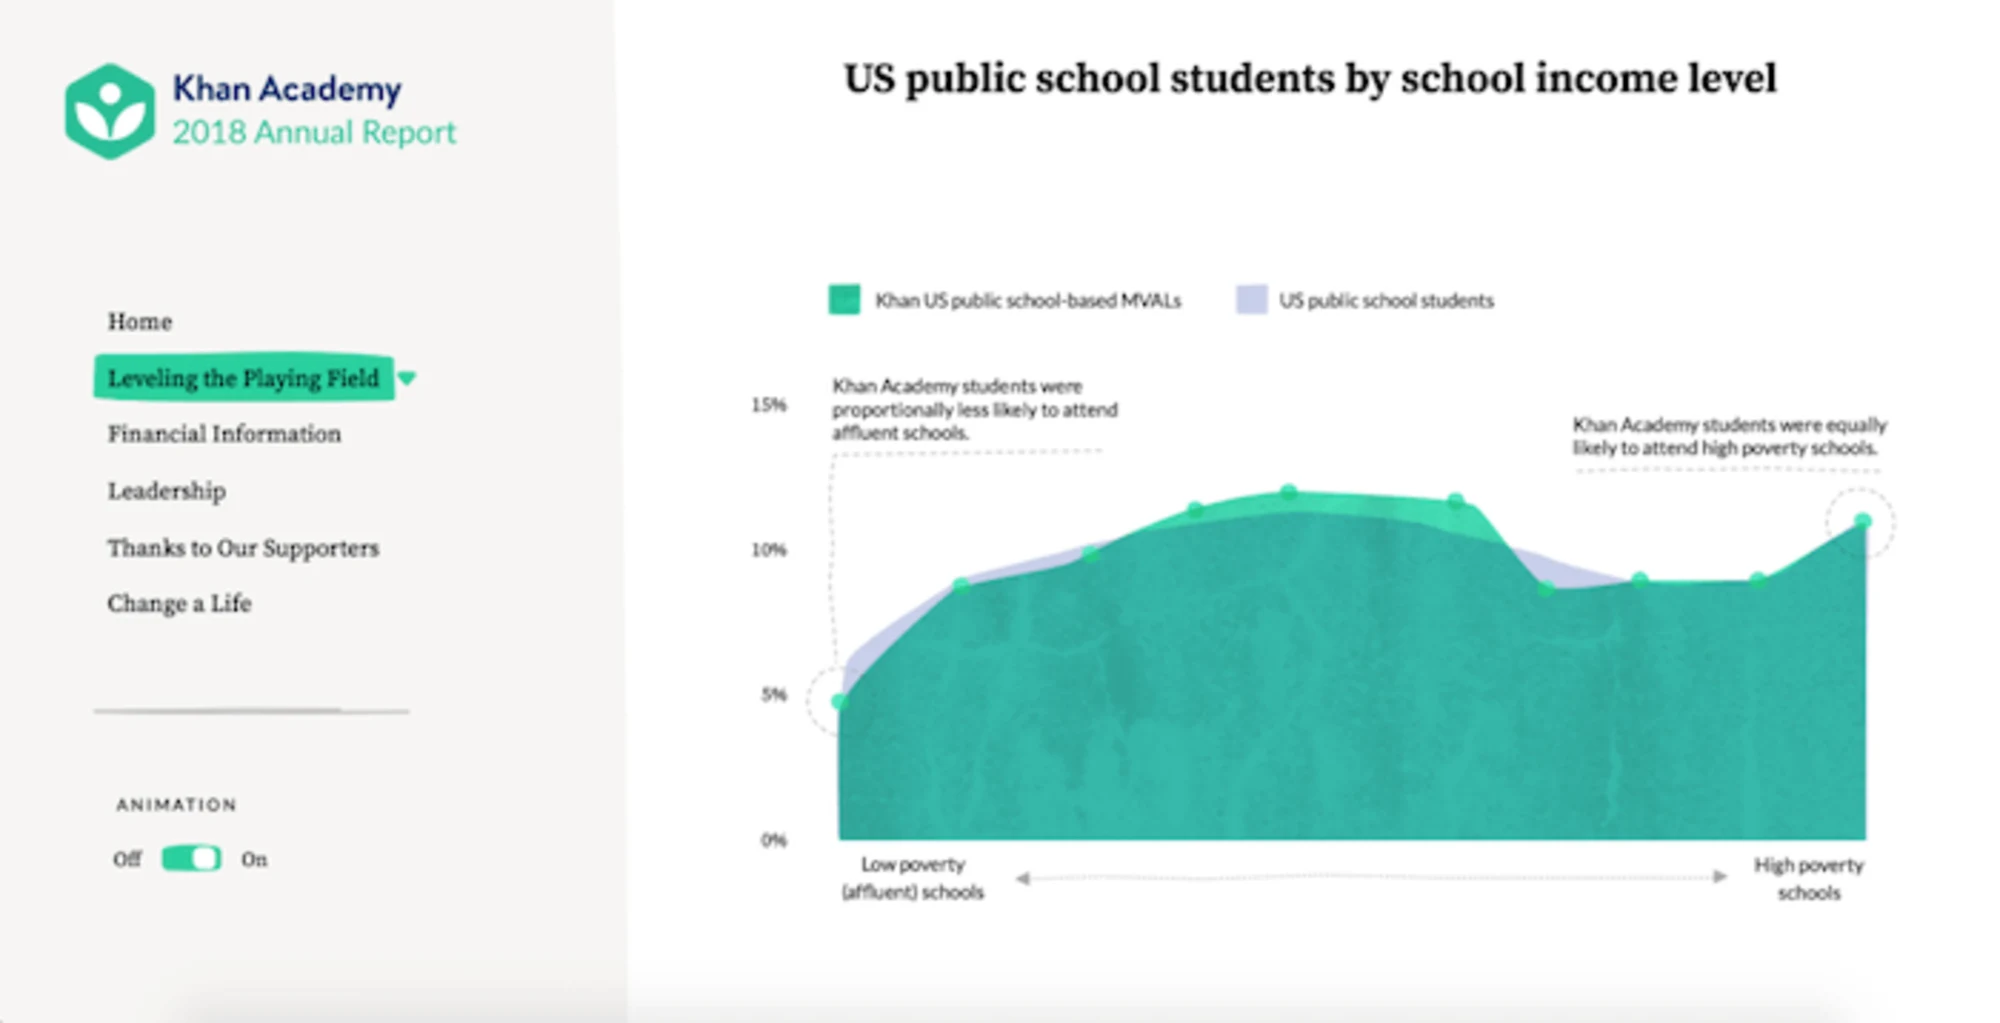 Khan Academy
2018 Annual Report
Home
Leveling the Playing Field
Financial Information
Leadership
Thanks to Our Supporters
Change a Life
ANIMATION
Off On
US public school students by school income level
Khan US public school-based MVALs
US public school students
Khan Academy students were
proportionally less likely to attend
affluent schools.
Khan Academy students were equally
likely to attend high poverty schools.
15%
10%
5%
0%
Low poverty
(affluent) schools
High poverty
schools